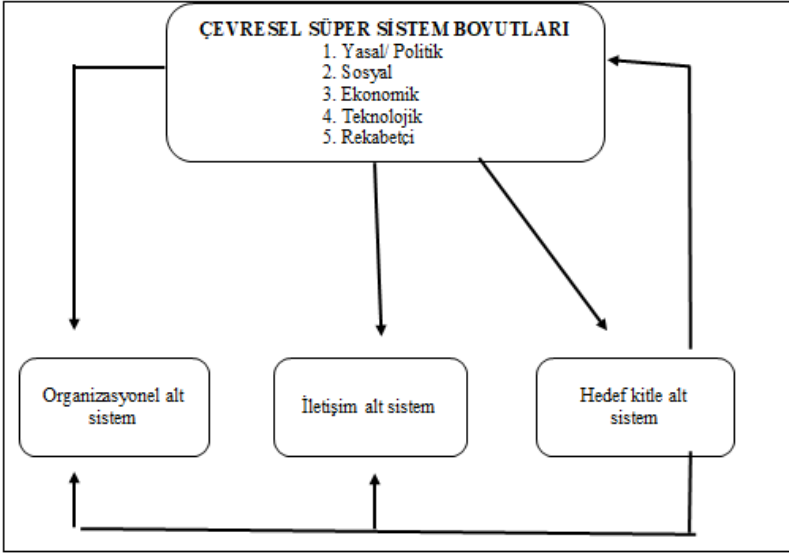 ÇEVRESEL SÜPER SİSTEM BOYUTLARI
1. Yasal/ Politik
2. Sosyal
3. Ekonomik
4. Teknolojik
5. Rekabetçi
Organizasyonel alt
sistem
İletişim alt sistem
Hedef kitle alt
sistem